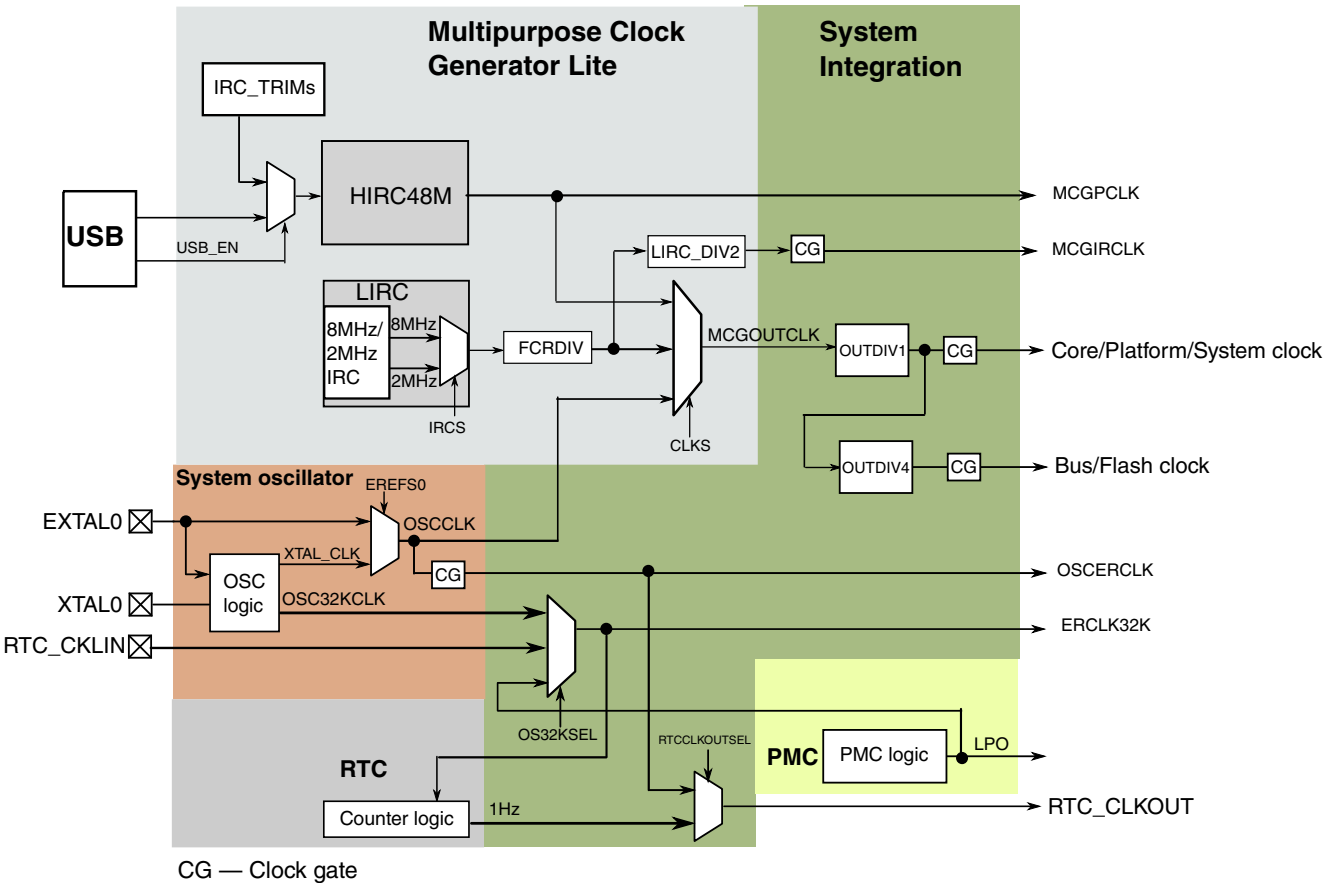 Multipurpose Clock
Generator Lite
System
Integration
IRC_TRIMs
HIRC48M
MCGPCLK
USB
USB_EN
LIRC_DIV2
CG
MCGIRCLK
LIRC
8MHz/
2MHz
IRC
8MHz
2MHz
IRCS
FCRDIV
CLKS
MCGOUTCLK
OUTDIV1
CG
Core/Platform/System clock
OUTDIV4
CG
Bus/Flash clock
System oscillator
EREFS0
EXTAL0
OSCCLK
XTAL_CLK
OSC
logic
CG
OSCERCLK
XTAL0
OSC32KCLK
ERCLK32K
RTC_CKLIN
OS32KSEL
RTCCLKOUTSEL
PMC
PMC logic
LPO
RTC
Counter logic
1Hz
RTC_CLKOUT
CG — Clock gate